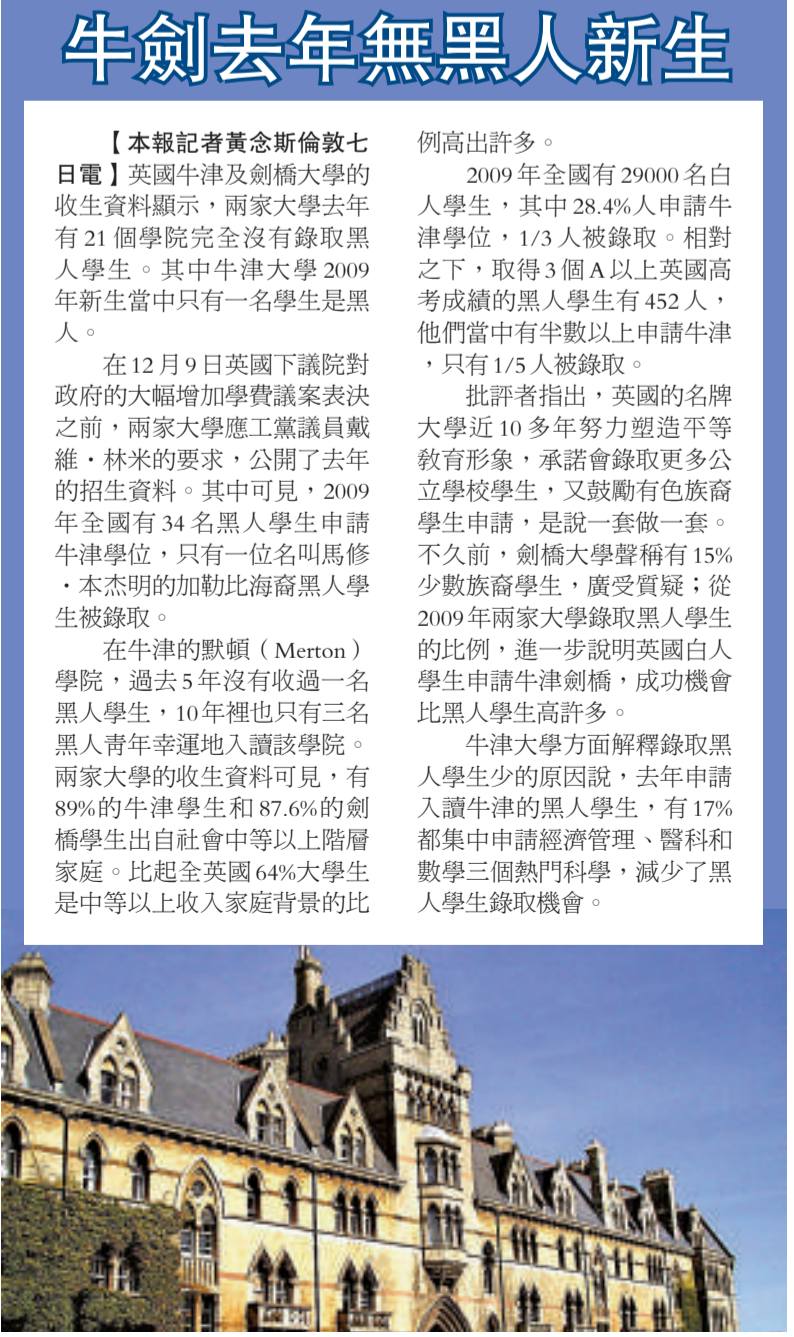 牛劍去年無黑人新生
【本報記者黃念斯倫敦七
日電】英國牛津及劍橋大學的
收生資料顯示，兩家大學去年
有21個學院完全沒有錄取黑
人學生。其中牛津大學2009
年新生當中只有一名學生是黑
人。
在12月9日英國下議院對
政府的大幅增加學費議案表決
之前，兩家大學應工黨議員戴
維·林米的要求，公開了去年
的招生資料。其中可見，2009
年全國有34名黑人學生申請
牛津學位，只有一位名叫馬修
·本杰明的加勒比海裔黑人學
生被錄取。
在牛津的默頓（Merton）
學院，過去5年沒有收過一名
黑人學生，10年裡也只有三名
黑人青年幸運地入讀該學院。
兩家大學的收生資料可見，有
89%的牛津學生和87.6%的劍
橋學生出自社會中等以上階層
家庭。比起全英國64%大學生
是中等以上收入家庭背景的比
例高出許多。
2009年全國有29000名白
人學生，其中28.4%人申請牛
津學位，1/3人被錄取。相對
之下，取得3個A以上英國高
考成績的黑人學生有452人，
他們當中有半數以上申請牛津
，只有1/5人被錄取。
批評者指出，英國的名牌
大學近10多年努力塑造平等
教育形象，承諾會錄取更多公
立學校學生，又鼓勵有色族裔
學生申請，是說一套做一套。
不久前，劍橋大學聲稱有15%
少數族裔學生，廣受質疑；從
2009年兩家大學錄取黑人學生
的比例，進一步說明英國白人
學生申請牛津劍橋，成功機會
比黑人學生高許多。
牛津大學方面解釋錄取黑
人學生少的原因說，去年申請
入讀牛津的黑人學生，有17%
都集中申請經濟管理、醫科和
數學三個熱門科學，減少了黑
人學生錄取機會。